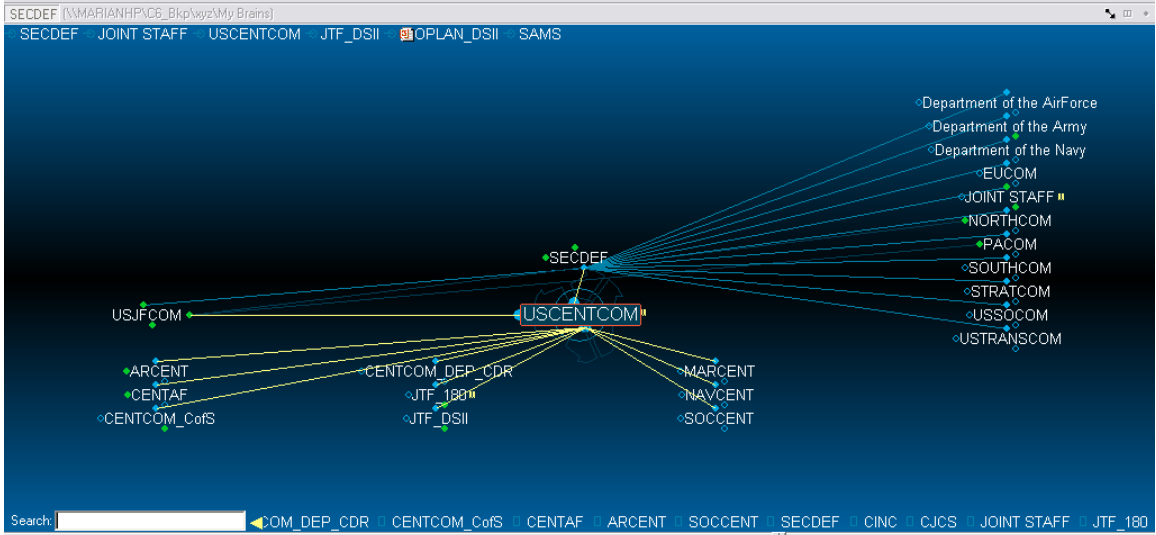 SECDEF (\\MARIANHP\C6_Bkp\xyz\My Brains)
SECDEF JOINT STAFF USCENTCOM JTF_DSII OPLAN_DSII SAMS
Department of the AirForce
Department of the Army
Department of the Navy
EUCOM
JOINT STAFF
NORTHCOM
PACOM
SOUTHCOM
STRATCOM
USSOCOM
USTRANSCOM
SECDEF
USJFCOM
USCENTCOM
ARCENT CENTCOM_DEP_CDR MARCENT
CENTAF JTF_180 NAVCENT
CENTCOM_CofS JTF_DSII SOCCENT
Search: COM_DEP_CDR CENTCOM_CofS CENTAF ARCENT SOCCENT SECDEF CINC CJCS JOINT STAFF JTF_180